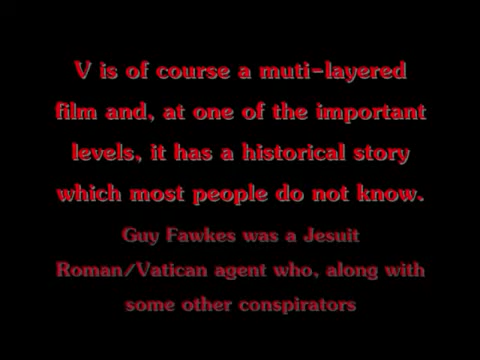 V is of course a muti-layered
film and, at one of the important
levels, it has a historical story
which most people do not know.
Guy Fawkes was a Jesuit
Roman/Vatican agent who, along with
some other conspirators